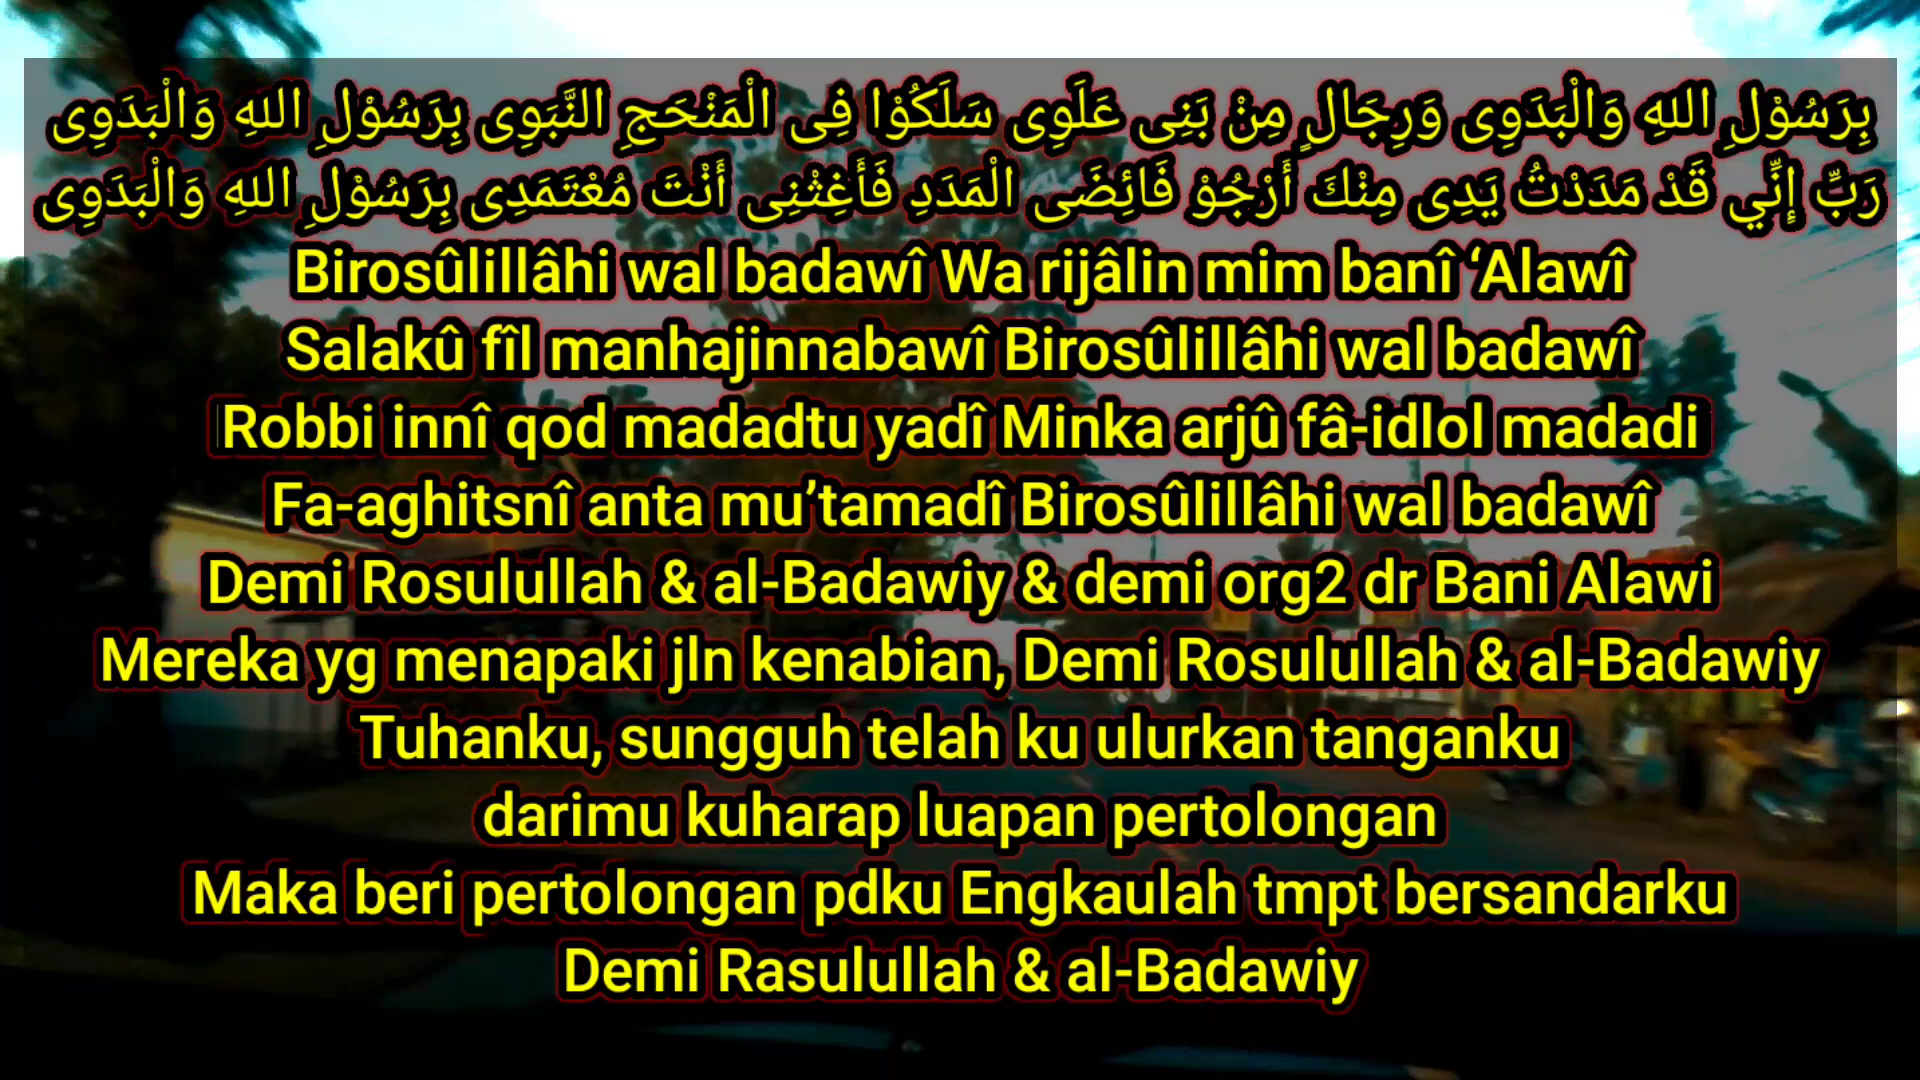 بِرَسُوْلِ اللهِ وَالْبَدَوِى وَرِجَالٍ مِنْ بَنِى عَلَوِى سَلَكُوْا فِى الْمَنْحَجِ النَّبَوِى بِرَسُوْلِ اللهِ وَالْبَدَوِى
رَبِّ إِنِّي قَدْ مَدَدْتُ يَدِى مِنْكَ أَرْجُوْ فَائِضَى الْمَدَدِ فَأَغِثْنِى أَنْتَ مُعْتَمَدِى بِرَسُوْلِ اللهِ وَالْبَدَوِى
Birosûlillâhi wal badawî Wa rijâlin mim banî ‘Alawî
Salakû fîl manhajinnabawî Birosûlillâhi wal badawî
Robbi innî qod madadtu yadî Minka arjû fâ-idlol madadi
Fa-aghitsnî anta mu’tamadî Birosûlillâhi wal badawî
Demi Rosulullah & al-Badawiy & demi org2 dr Bani Alawi
Mereka yg menapaki jln kenabian, Demi Rosulullah & al-Badawiy
Tuhanku, sungguh telah ku ulurkan tanganku
darimu kuharap luapan pertolongan
Maka beri pertolongan pdku Engkaulah tmpt bersandarku
Demi Rasulullah & al-Badawiy